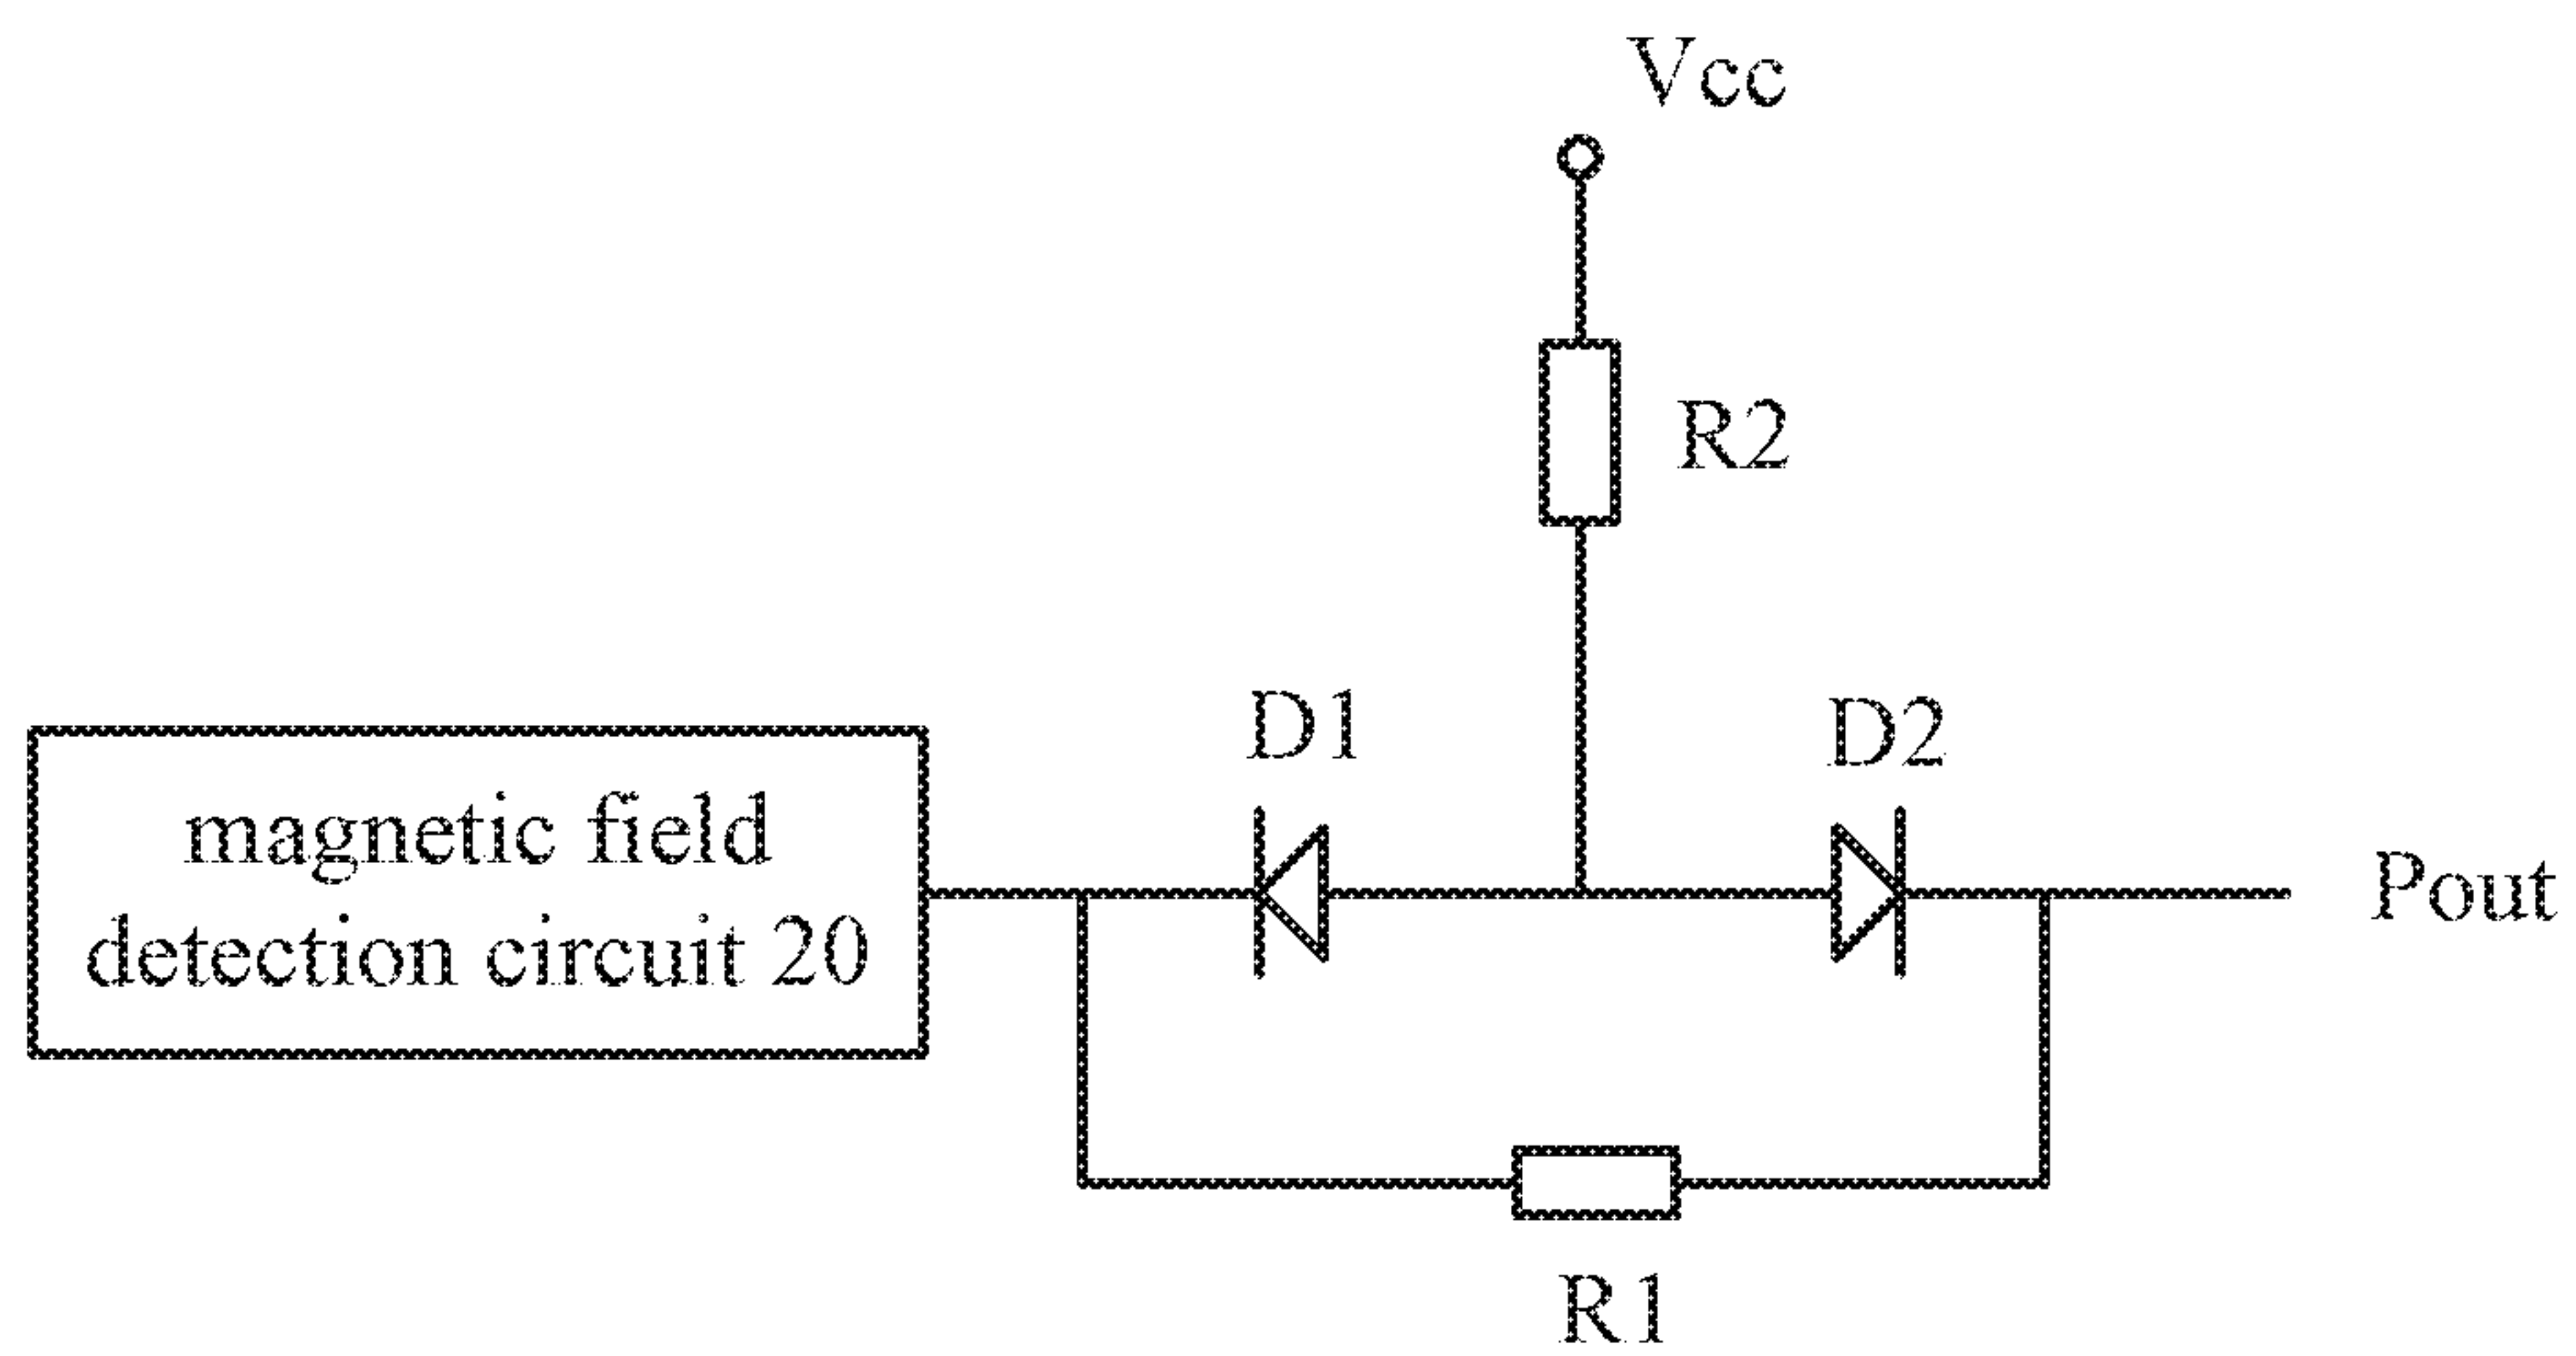 Vcc
R2
D1
D2
magnetic field
detection circuit 20
Pout
R1